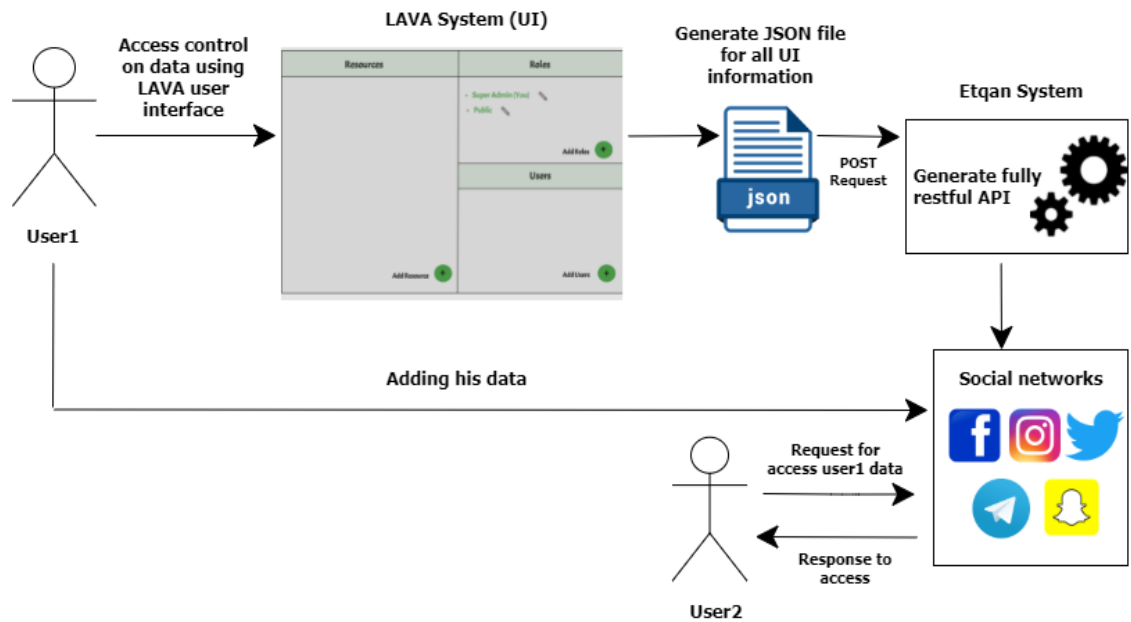 LAVA System (UI)
Access control
on data using
LAVA user
interface
User1
Resources
Roles
Super Admin (You)
Public
Add Roles
Users
Add Resource
Add Users
Generate JSON file
for all UI
information
json
POST
Request
Etqan System
Generate fully
restful API
Adding his data
Social networks
Request for
access user1 data
Response to
access
User2